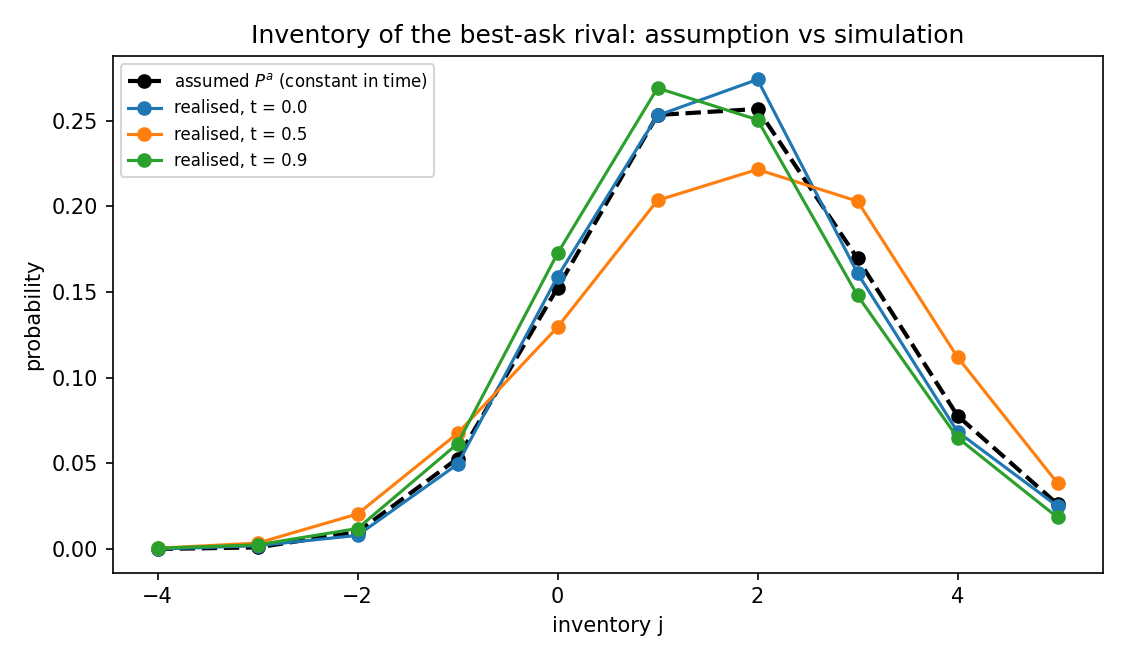 Inventory of the best-ask rival: assumption vs simulation
assumed Pᵃ (constant in time)
realised, t = 0.0
realised, t = 0.5
realised, t = 0.9
probability
0.25
0.20
0.15
0.10
0.05
0.00
−4 −2 0 2 4
inventory j